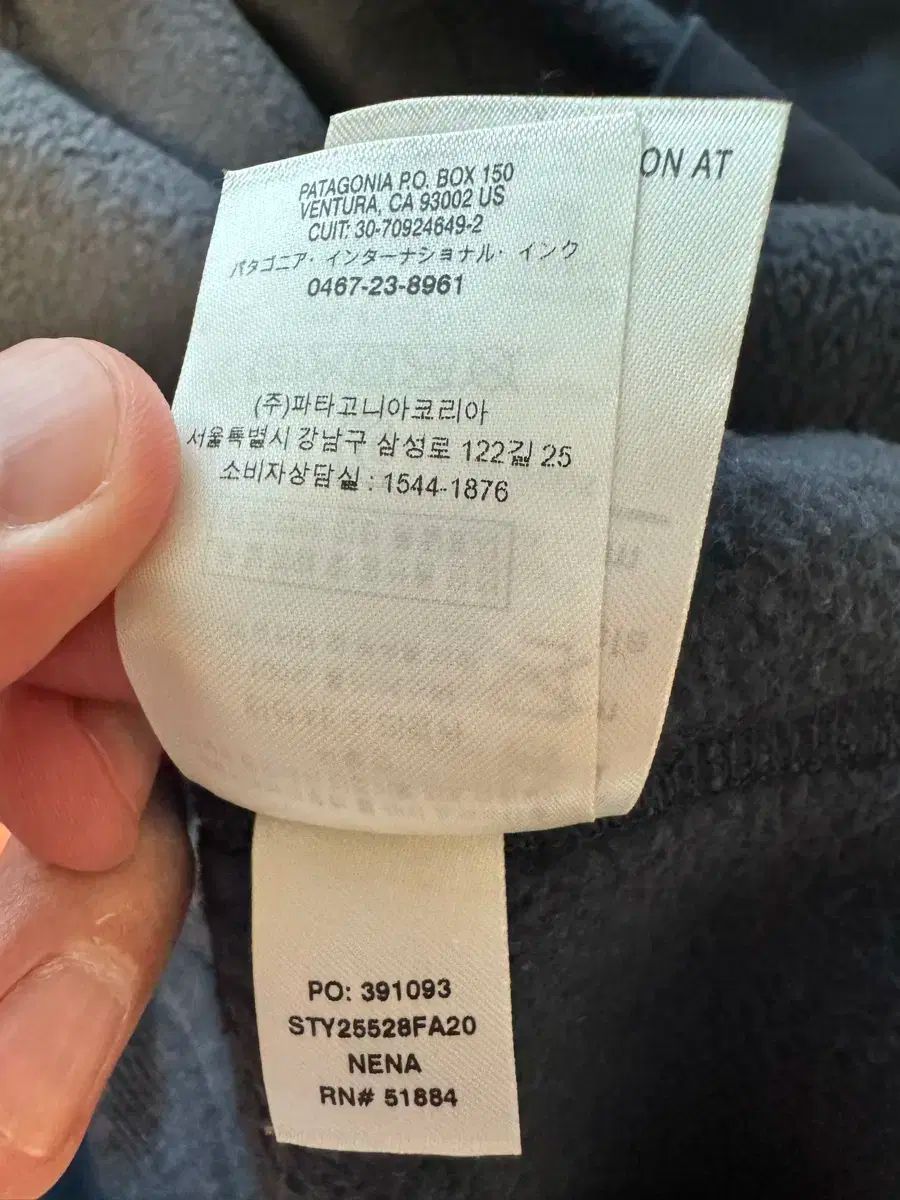 PATAGONIA P.O. BOX 150
VENTURA, CA 93002 US
CUIT: 30-70924649-2
パタゴニア・インターナショナル・インク
0467-23-8961
(주)파타고니아코리아
서울특별시 강남구 삼성로 122길 25
소비자상담실 : 1544-1876
ON AT
PO: 391093
STY25528FA20
NENA
RN# 51884